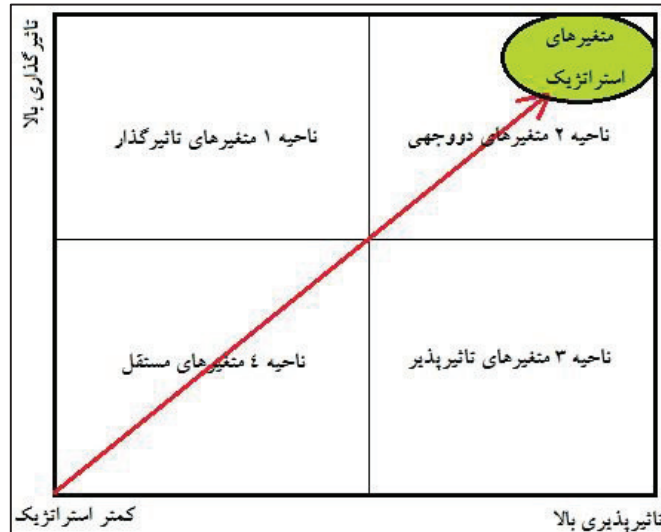 تاثیرگذاری بالا
متغیرهای
استراتژیک
ناحیه ۱ متغیرهای تاثیرگذار
ناحیه ۲ متغیرهای دووجهی
ناحیه ٤ متغیرهای مستقل
ناحیه ۳ متغیرهای تاثیرپذیر
کمتر استراتژیک
تاثیرپذیری بالا